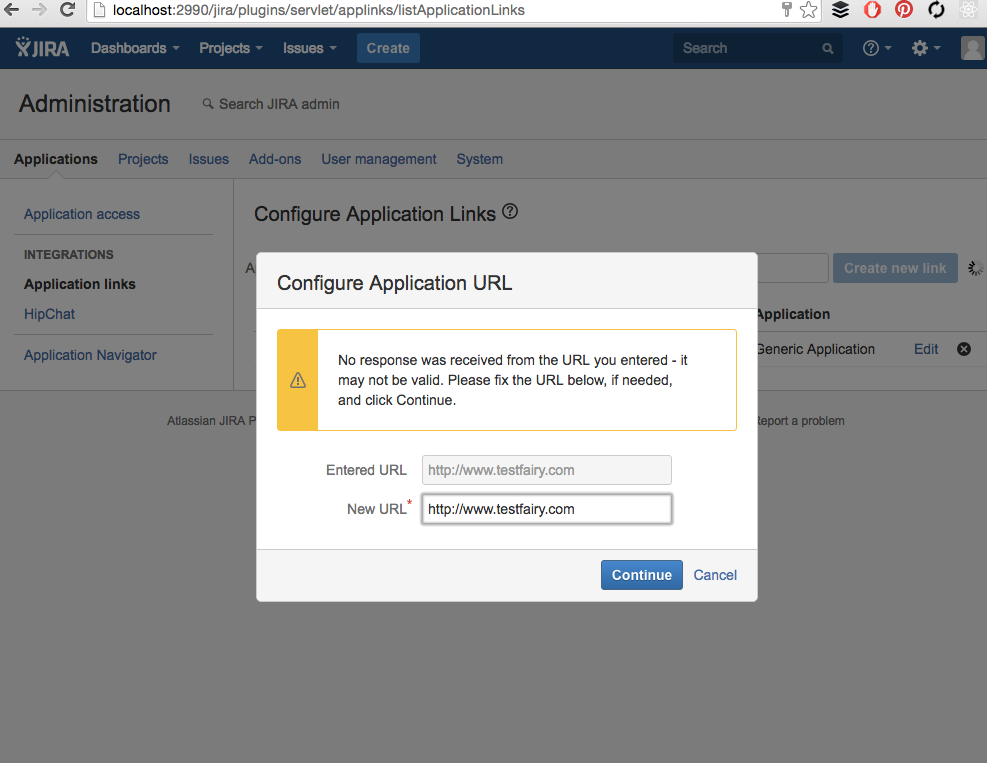 localhost:2990/jira/plugins/servlet/applinks/listApplicationLinks
JIRA Dashboards Projects Issues Create Search
Administration Search JIRA admin
Applications Projects Issues Add-ons User management System
Application access
INTEGRATIONS
Application links
HipChat
Application Navigator
Configure Application Links ?
A
Create new link
Application
Generic Application Edit
Atlassian JIRA P
Report a problem
Configure Application URL
No response was received from the URL you entered - it
may not be valid. Please fix the URL below, if needed,
and click Continue.
Entered URL http://www.testfairy.com
New URL* http://www.testfairy.com
Continue Cancel